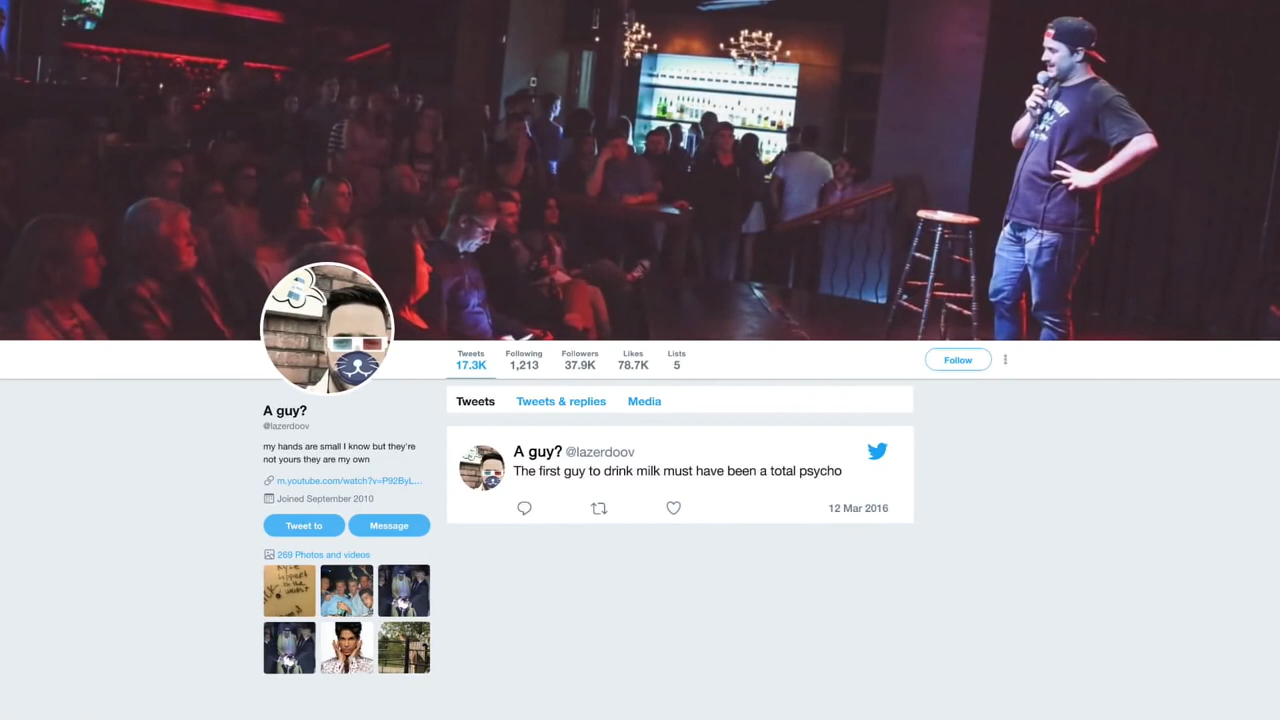 Tweets Following Followers Likes Lists
17.3K 1,213 37.9K 78.7K 5
Follow
A guy?
@lazerdoov
my hands are small I know but they're
not yours they are my own
m.youtube.com/watch?v=P92ByL...
Joined September 2010
Tweet to Message
269 Photos and videos
Tweets Tweets & replies Media
A guy? @lazerdoov
The first guy to drink milk must have been a total psycho
12 Mar 2016